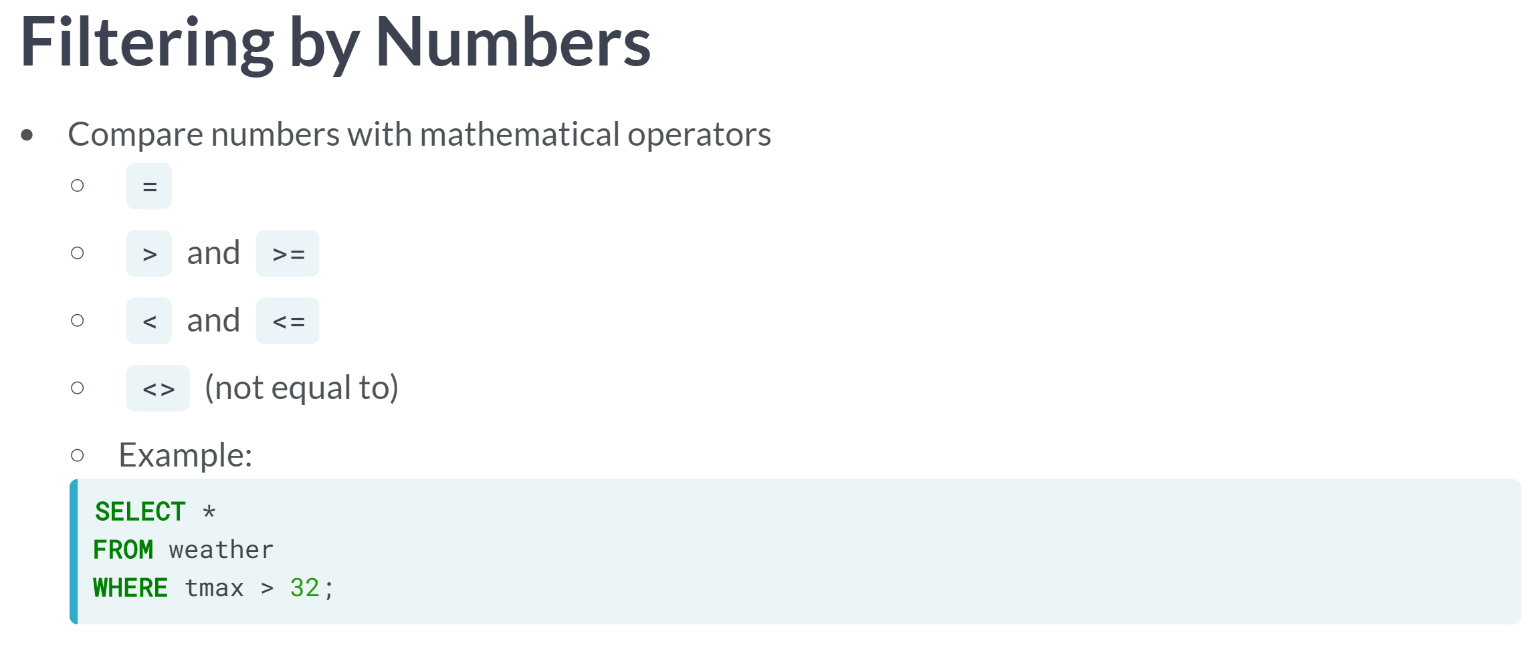 Filtering by Numbers
Compare numbers with mathematical operators
=
> and >=
< and <=
<> (not equal to)
Example:
SELECT *
FROM weather
WHERE tmax > 32;